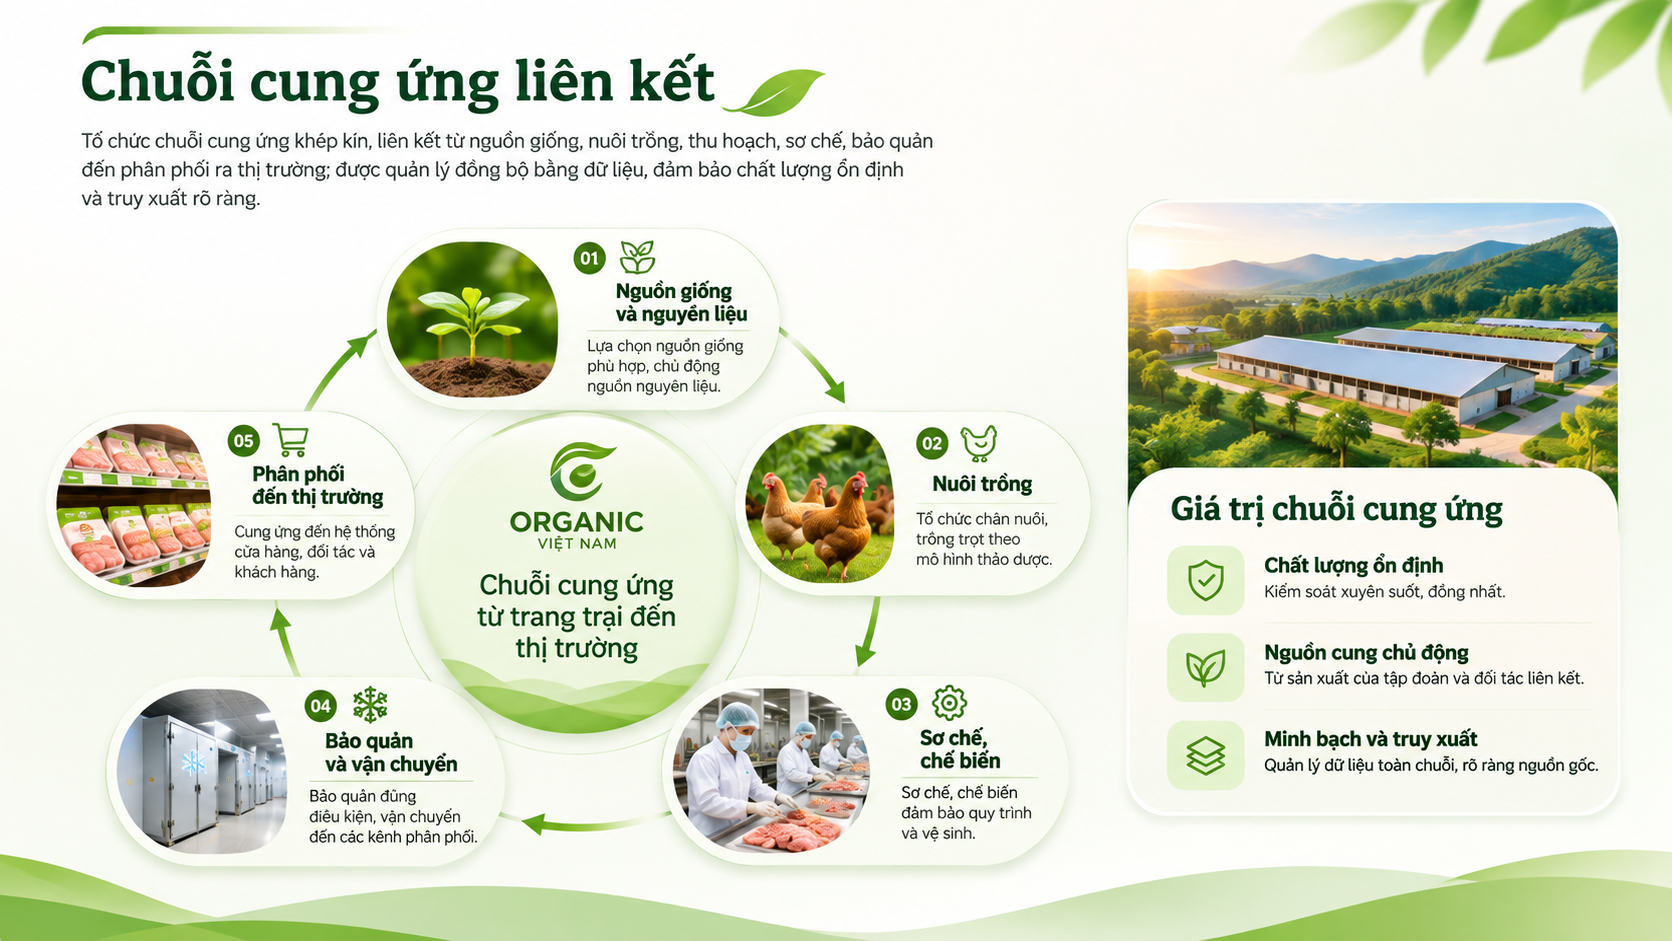 Chuỗi cung ứng liên kết
Tổ chức chuỗi cung ứng khép kín, liên kết từ nguồn giống, nuôi trồng, thu hoạch, sơ chế, bảo quản
đến phân phối ra thị trường; được quản lý đồng bộ bằng dữ liệu, đảm bảo chất lượng ổn định
và truy xuất rõ ràng.
01
Nguồn giống
và nguyên liệu
Lựa chọn nguồn giống
phù hợp, chủ động
nguồn nguyên liệu.
02
Nuôi trồng
Tổ chức chăn nuôi,
trồng trọt theo
mô hình thảo dược.
03
Sơ chế,
chế biến
Sơ chế, chế biến
đảm bảo quy trình
và vệ sinh.
04
Bảo quản
và vận chuyển
Bảo quản đúng
điều kiện, vận chuyển
đến các kênh phân phối.
05
Phân phối
đến thị trường
Cung ứng đến hệ thống
cửa hàng, đối tác và
khách hàng.
ORGANIC
VIỆT NAM
Chuỗi cung ứng
từ trang trại đến
thị trường
Giá trị chuỗi cung ứng
Chất lượng ổn định
Kiểm soát xuyên suốt, đồng nhất.
Nguồn cung chủ động
Từ sản xuất của tập đoàn và đối tác liên kết.
Minh bạch và truy xuất
Quản lý dữ liệu toàn chuỗi, rõ ràng nguồn gốc.